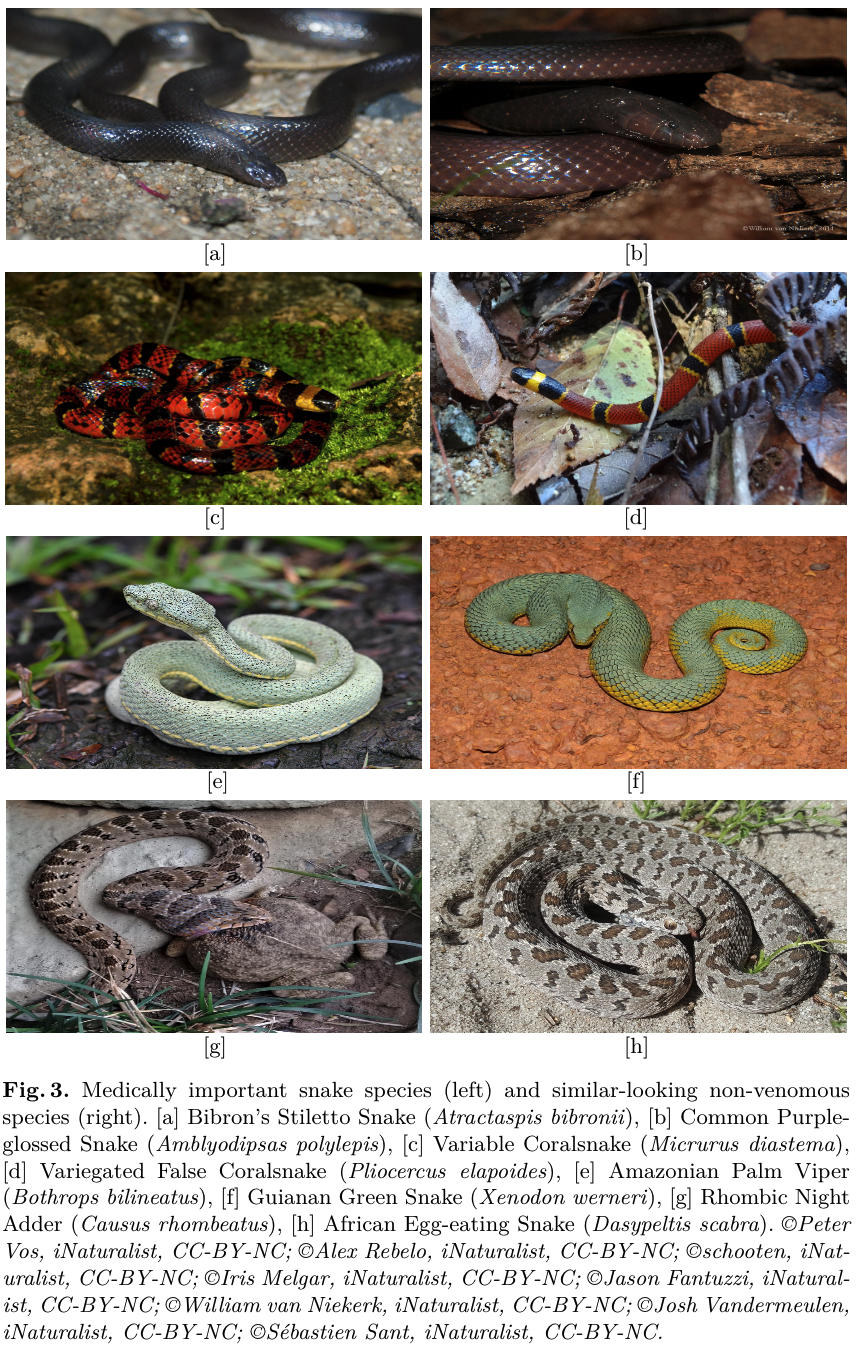 ©William van Niekerk, 2014
[a] [b]
[c] [d]
[e] [f]
[g] [h]
Fig. 3. Medically important snake species (left) and similar-looking non-venomous
species (right). [a] Bibron's Stiletto Snake (Atractaspis bibronii), [b] Common Purple-
glossed Snake (Amblyodipsas polylepis), [c] Variable Coralsnake (Micrurus diastema),
[d] Variegated False Coralsnake (Pliocercus elapoides), [e] Amazonian Palm Viper
(Bothrops bilineatus), [f] Guianan Green Snake (Xenodon werneri), [g] Rhombic Night
Adder (Causus rhombeatus), [h] African Egg-eating Snake (Dasypeltis scabra). ©Peter
Vos, iNaturalist, CC-BY-NC; ©Alex Rebelo, iNaturalist, CC-BY-NC; ©schooten, iNat-
uralist, CC-BY-NC; ©Iris Melgar, iNaturalist, CC-BY-NC; ©Jason Fantuzzi, iNatural-
ist, CC-BY-NC; ©William van Niekerk, iNaturalist, CC-BY-NC; ©Josh Vandermeulen,
iNaturalist, CC-BY-NC; ©Sébastien Sant, iNaturalist, CC-BY-NC.